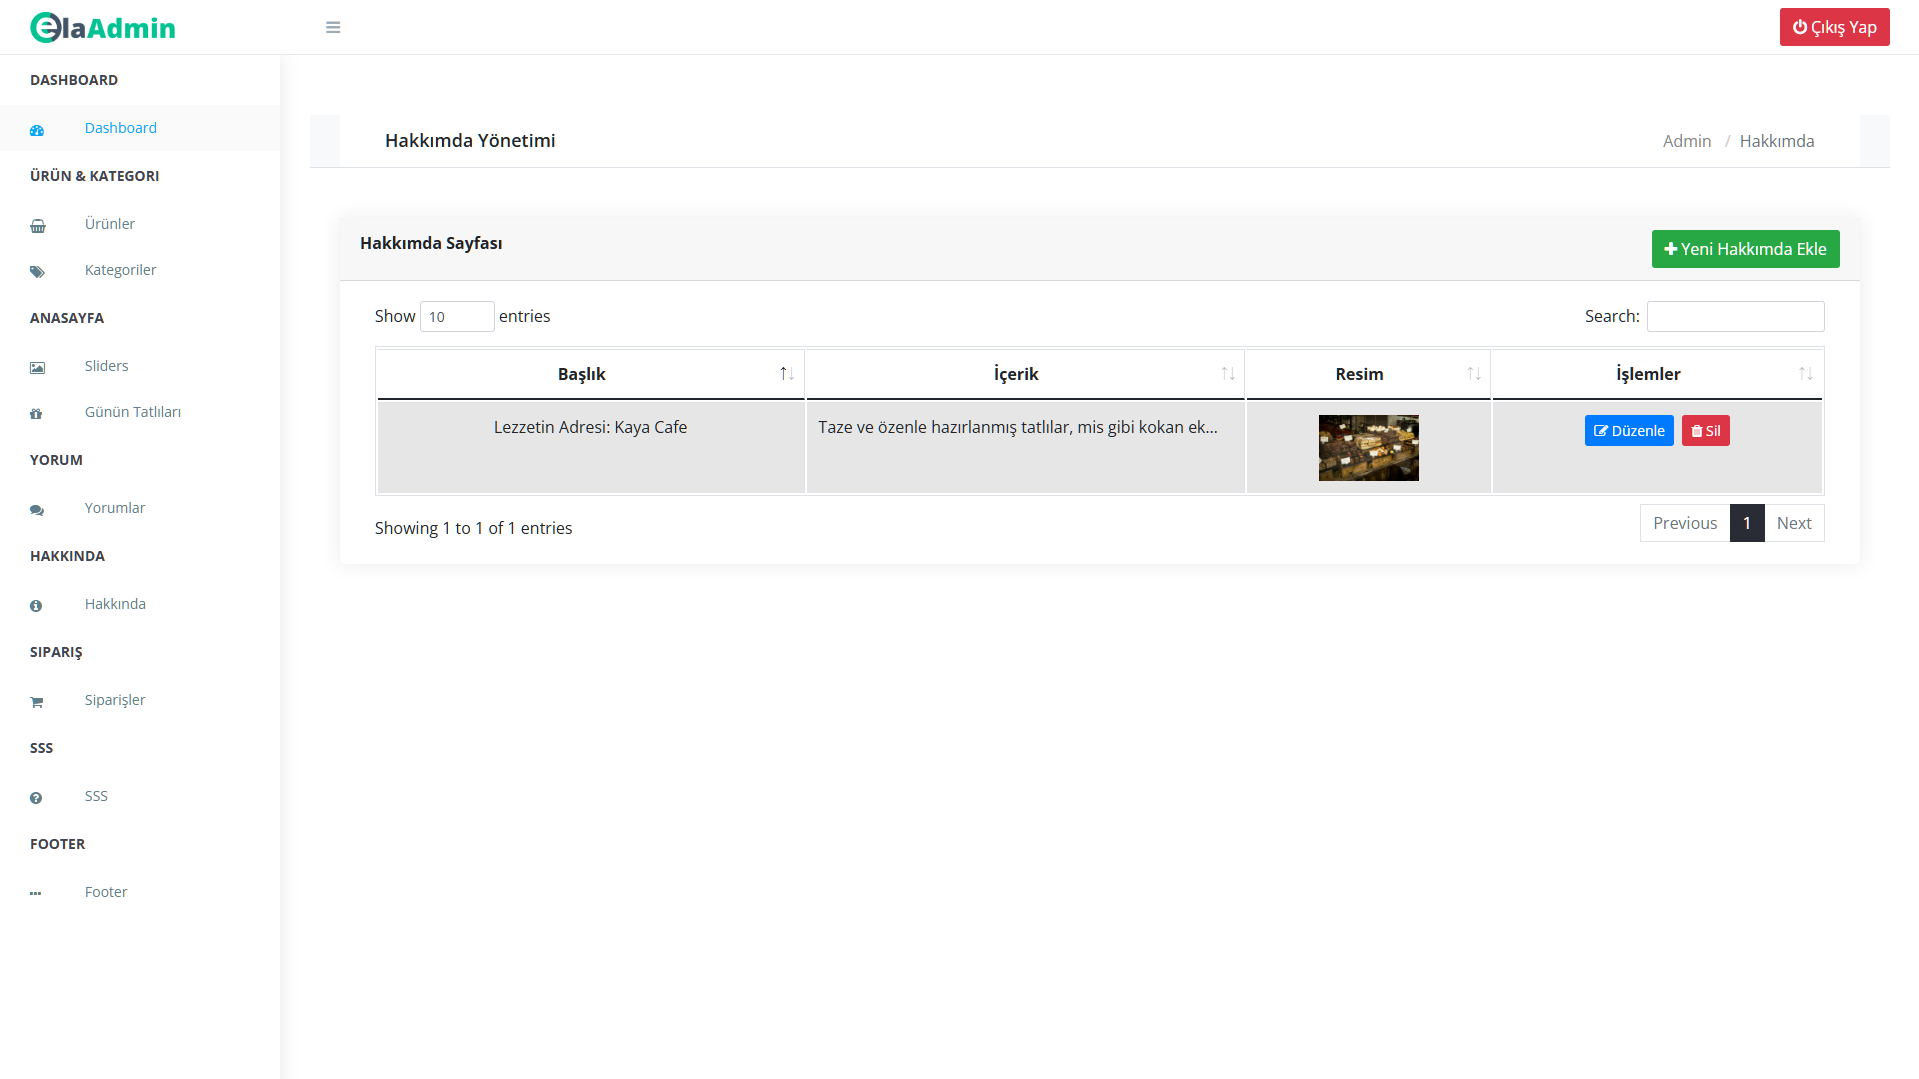 elaAdmin
Çıkış Yap
DASHBOARD
Dashboard
ÜRÜN & KATEGORI
Ürünler
Kategoriler
ANASAYFA
Sliders
Günün Tatlıları
YORUM
Yorumlar
HAKKINDA
Hakkında
SIPARIŞ
Siparişler
SSS
SSS
FOOTER
Footer
Hakkımda Yönetimi
Admin / Hakkımda
Hakkımda Sayfası
Yeni Hakkımda Ekle
Show 10 entries
Search:
Başlık İçerik Resim İşlemler
Lezzetin Adresi: Kaya Cafe Taze ve özenle hazırlanmış tatlılar, mis gibi kokan ek... Düzenle Sil
Showing 1 to 1 of 1 entries
Previous 1 Next